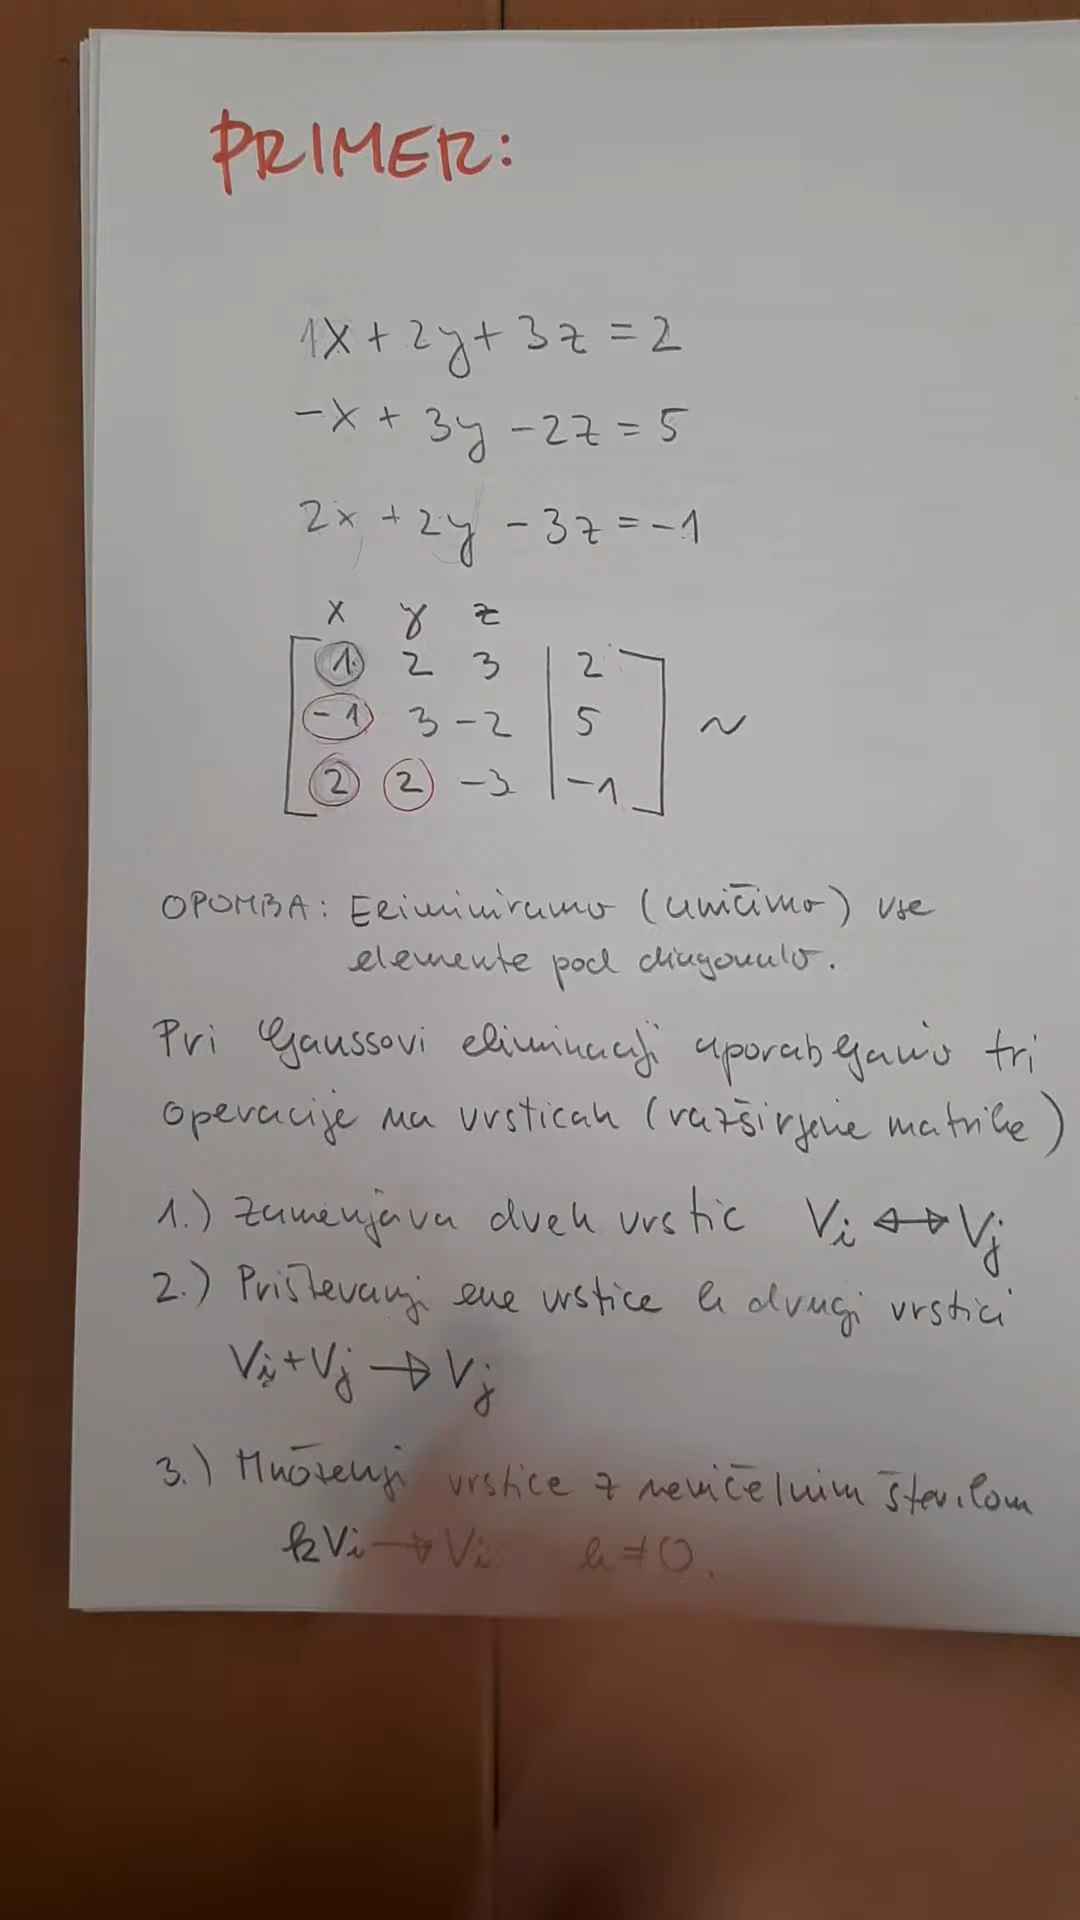 PRIMER:
1x + 2y + 3z = 2
-x + 3y - 2z = 5
2x + 2y - 3z = -1
x y z
1 2 3 | 2
-1 3 -2 | 5 ~
2 2 -3 | -1
OPOMBA: Eliminiramo (uničimo) vse
elemente pod diagonalo.
Pri Gaussovi eliminaciji uporabljamo tri
operacije na vrsticah (razširjene matrike)
1.) Zamenjava dveh vrstic Vi ↔ Vj
2.) Prištevanje ene vrstice k drugi vrstici
Vi + Vj → Vj
3.) Množenje vrstice z neničelnim številom
kVi → Vi k ≠ 0.